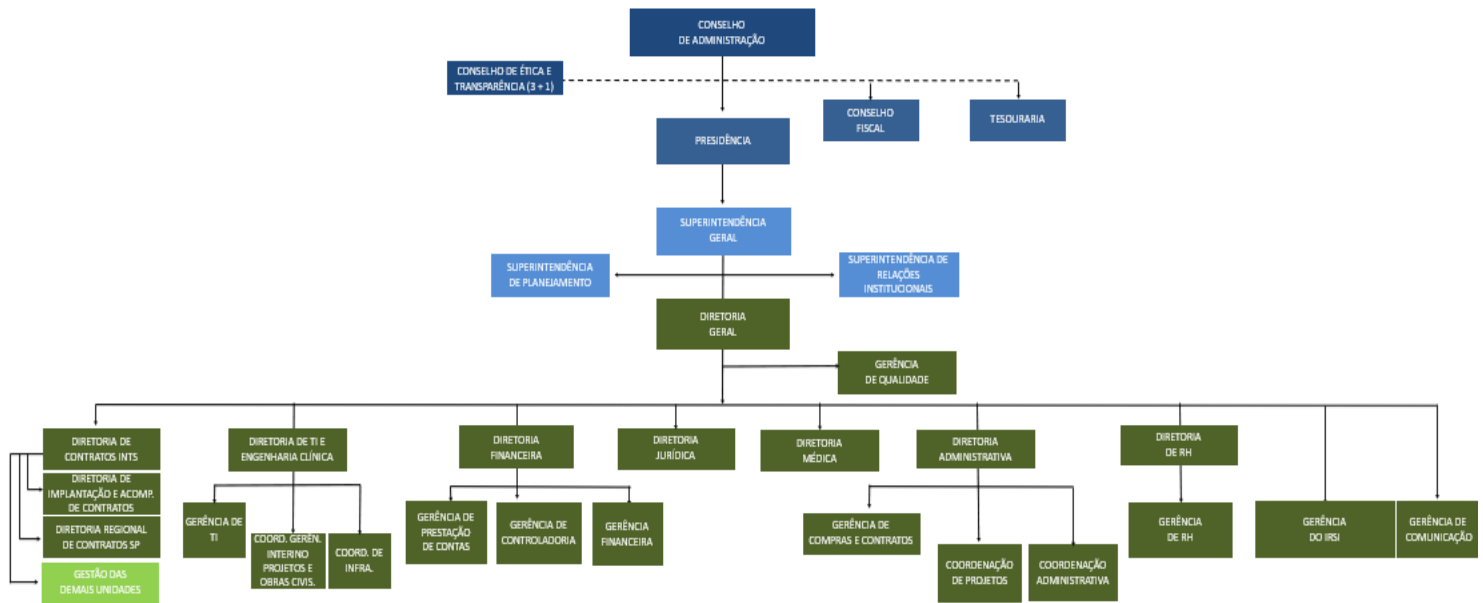 CONSELHO
DE ADMINISTRAÇÃO
CONSELHO DE ÉTICA E
TRANSPARÊNCIA (3 + 1)
CONSELHO
FISCAL
TESOURARIA
PRESIDÊNCIA
SUPERINTENDÊNCIA
GERAL
SUPERINTENDÊNCIA
DE PLANEJAMENTO
SUPERINTENDÊNCIA DE
RELAÇÕES
INSTITUCIONAIS
DIRETORIA
GERAL
GERÊNCIA
DE QUALIDADE
DIRETORIA DE
CONTRATOS INTS
DIRETORIA DE TI E
ENGENHARIA CLÍNICA
DIRETORIA
FINANCEIRA
DIRETORIA
JURÍDICA
DIRETORIA
MÉDICA
DIRETORIA
ADMINISTRATIVA
DIRETORIA
DE RH
DIRETORIA DE
IMPLANTAÇÃO E ACOMP.
DE CONTRATOS
DIRETORIA REGIONAL
DE CONTRATOS SP
GESTÃO DAS
DEMAIS UNIDADES
GERÊNCIA DE
TI
COORD. GERÊN.
INTERINO
PROJETOS E
OBRAS CIVIS.
COORD. DE
INFRA.
GERÊNCIA DE
PRESTAÇÃO
DE CONTAS
GERÊNCIA DE
CONTROLADORIA
GERÊNCIA
FINANCEIRA
GERÊNCIA DE
COMPRAS E CONTRATOS
COORDENAÇÃO
DE PROJETOS
COORDENAÇÃO
ADMINISTRATIVA
GERÊNCIA
DE RH
GERÊNCIA
DO IRSI
GERÊNCIA DE
COMUNICAÇÃO